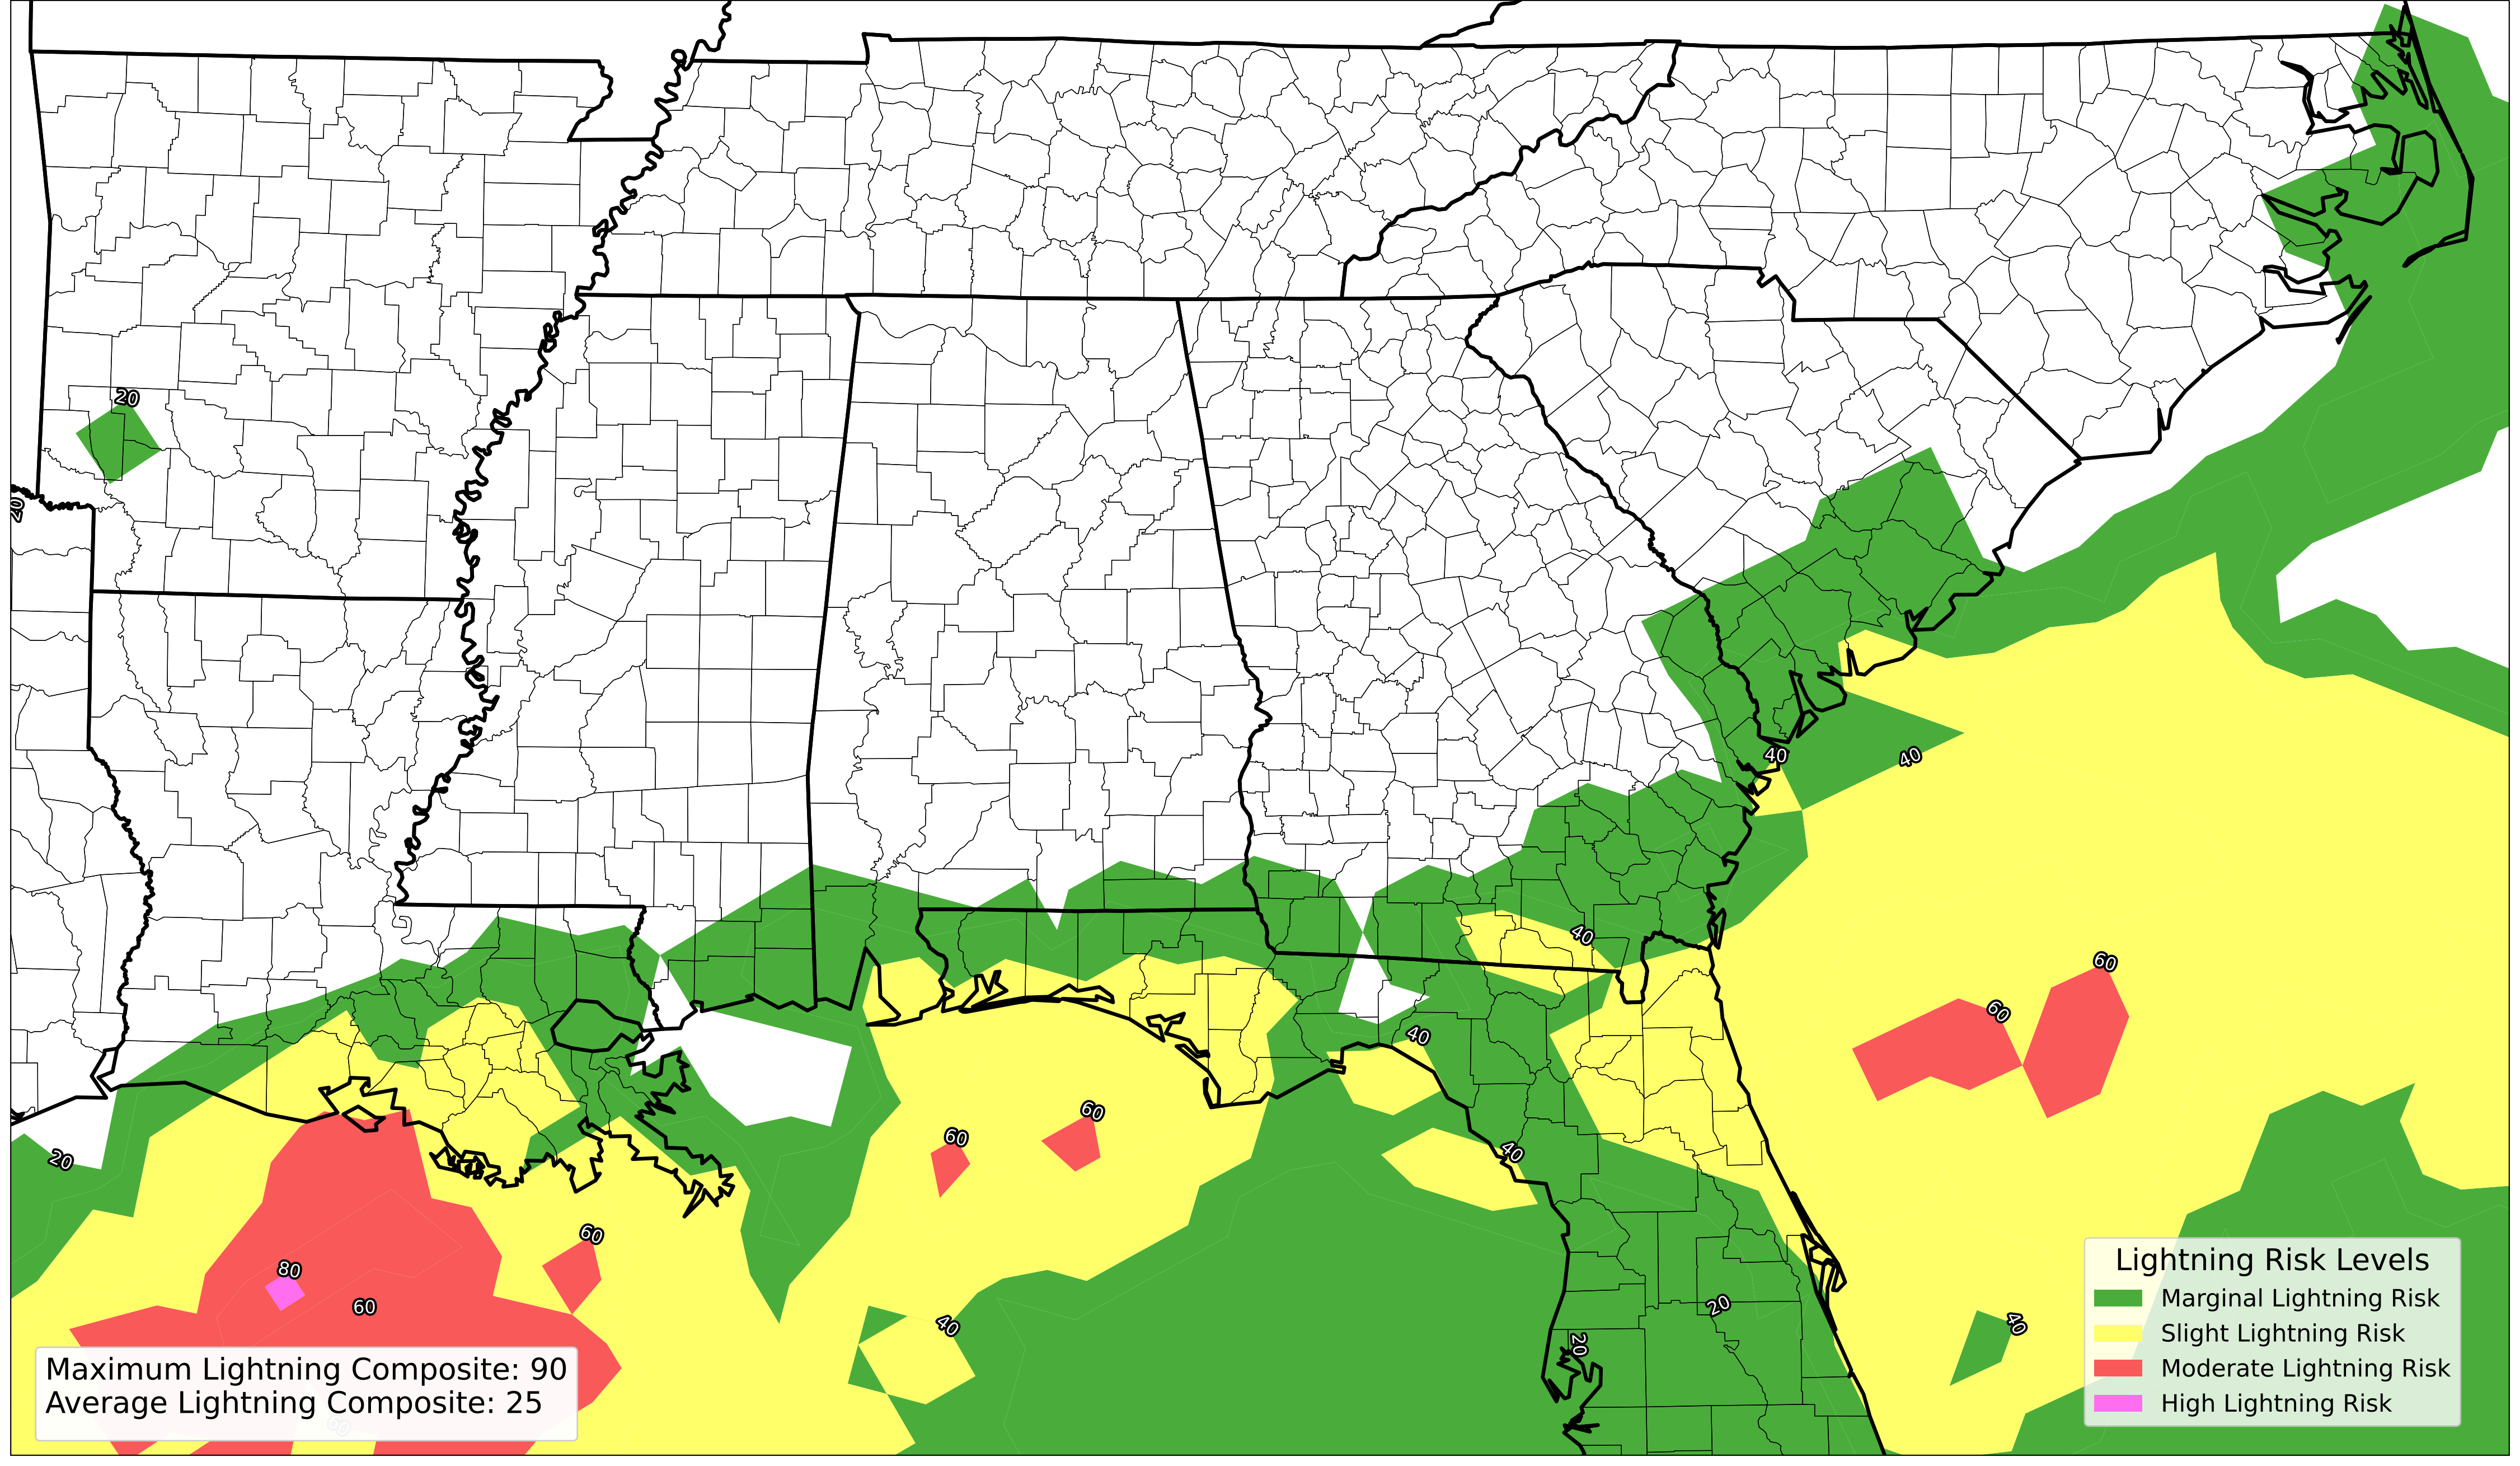 20
20
40
40
40
60
40
60
60
60
40
20
60
80
20
60
40
40
20
Lightning Risk Levels
Marginal Lightning Risk
Slight Lightning Risk
Moderate Lightning Risk
High Lightning Risk
Maximum Lightning Composite: 90
Average Lightning Composite: 25